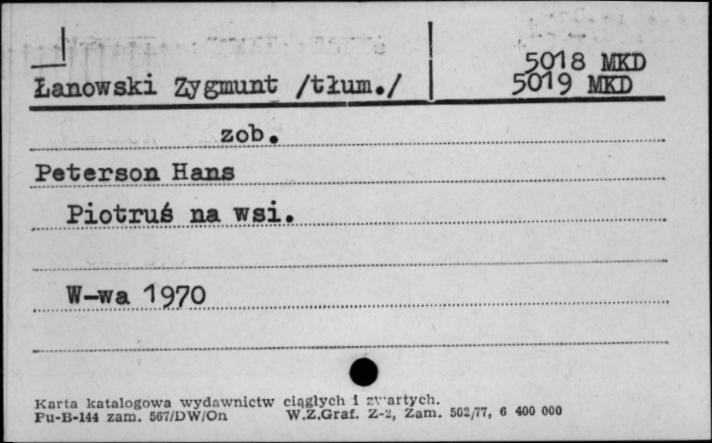 5018 MKD
Łanowski Zygmunt /tłum./ 5019 MKD
zob.
Peterson Hans
Piotruś na wsi.
W-wa 1970
Karta katalogowa wydawnictw ciągłych i zwartych.
Pu-B-144 zam. 567/DW/On W.Z.Graf. Z-2, Zam. 502/77, 6 400 000